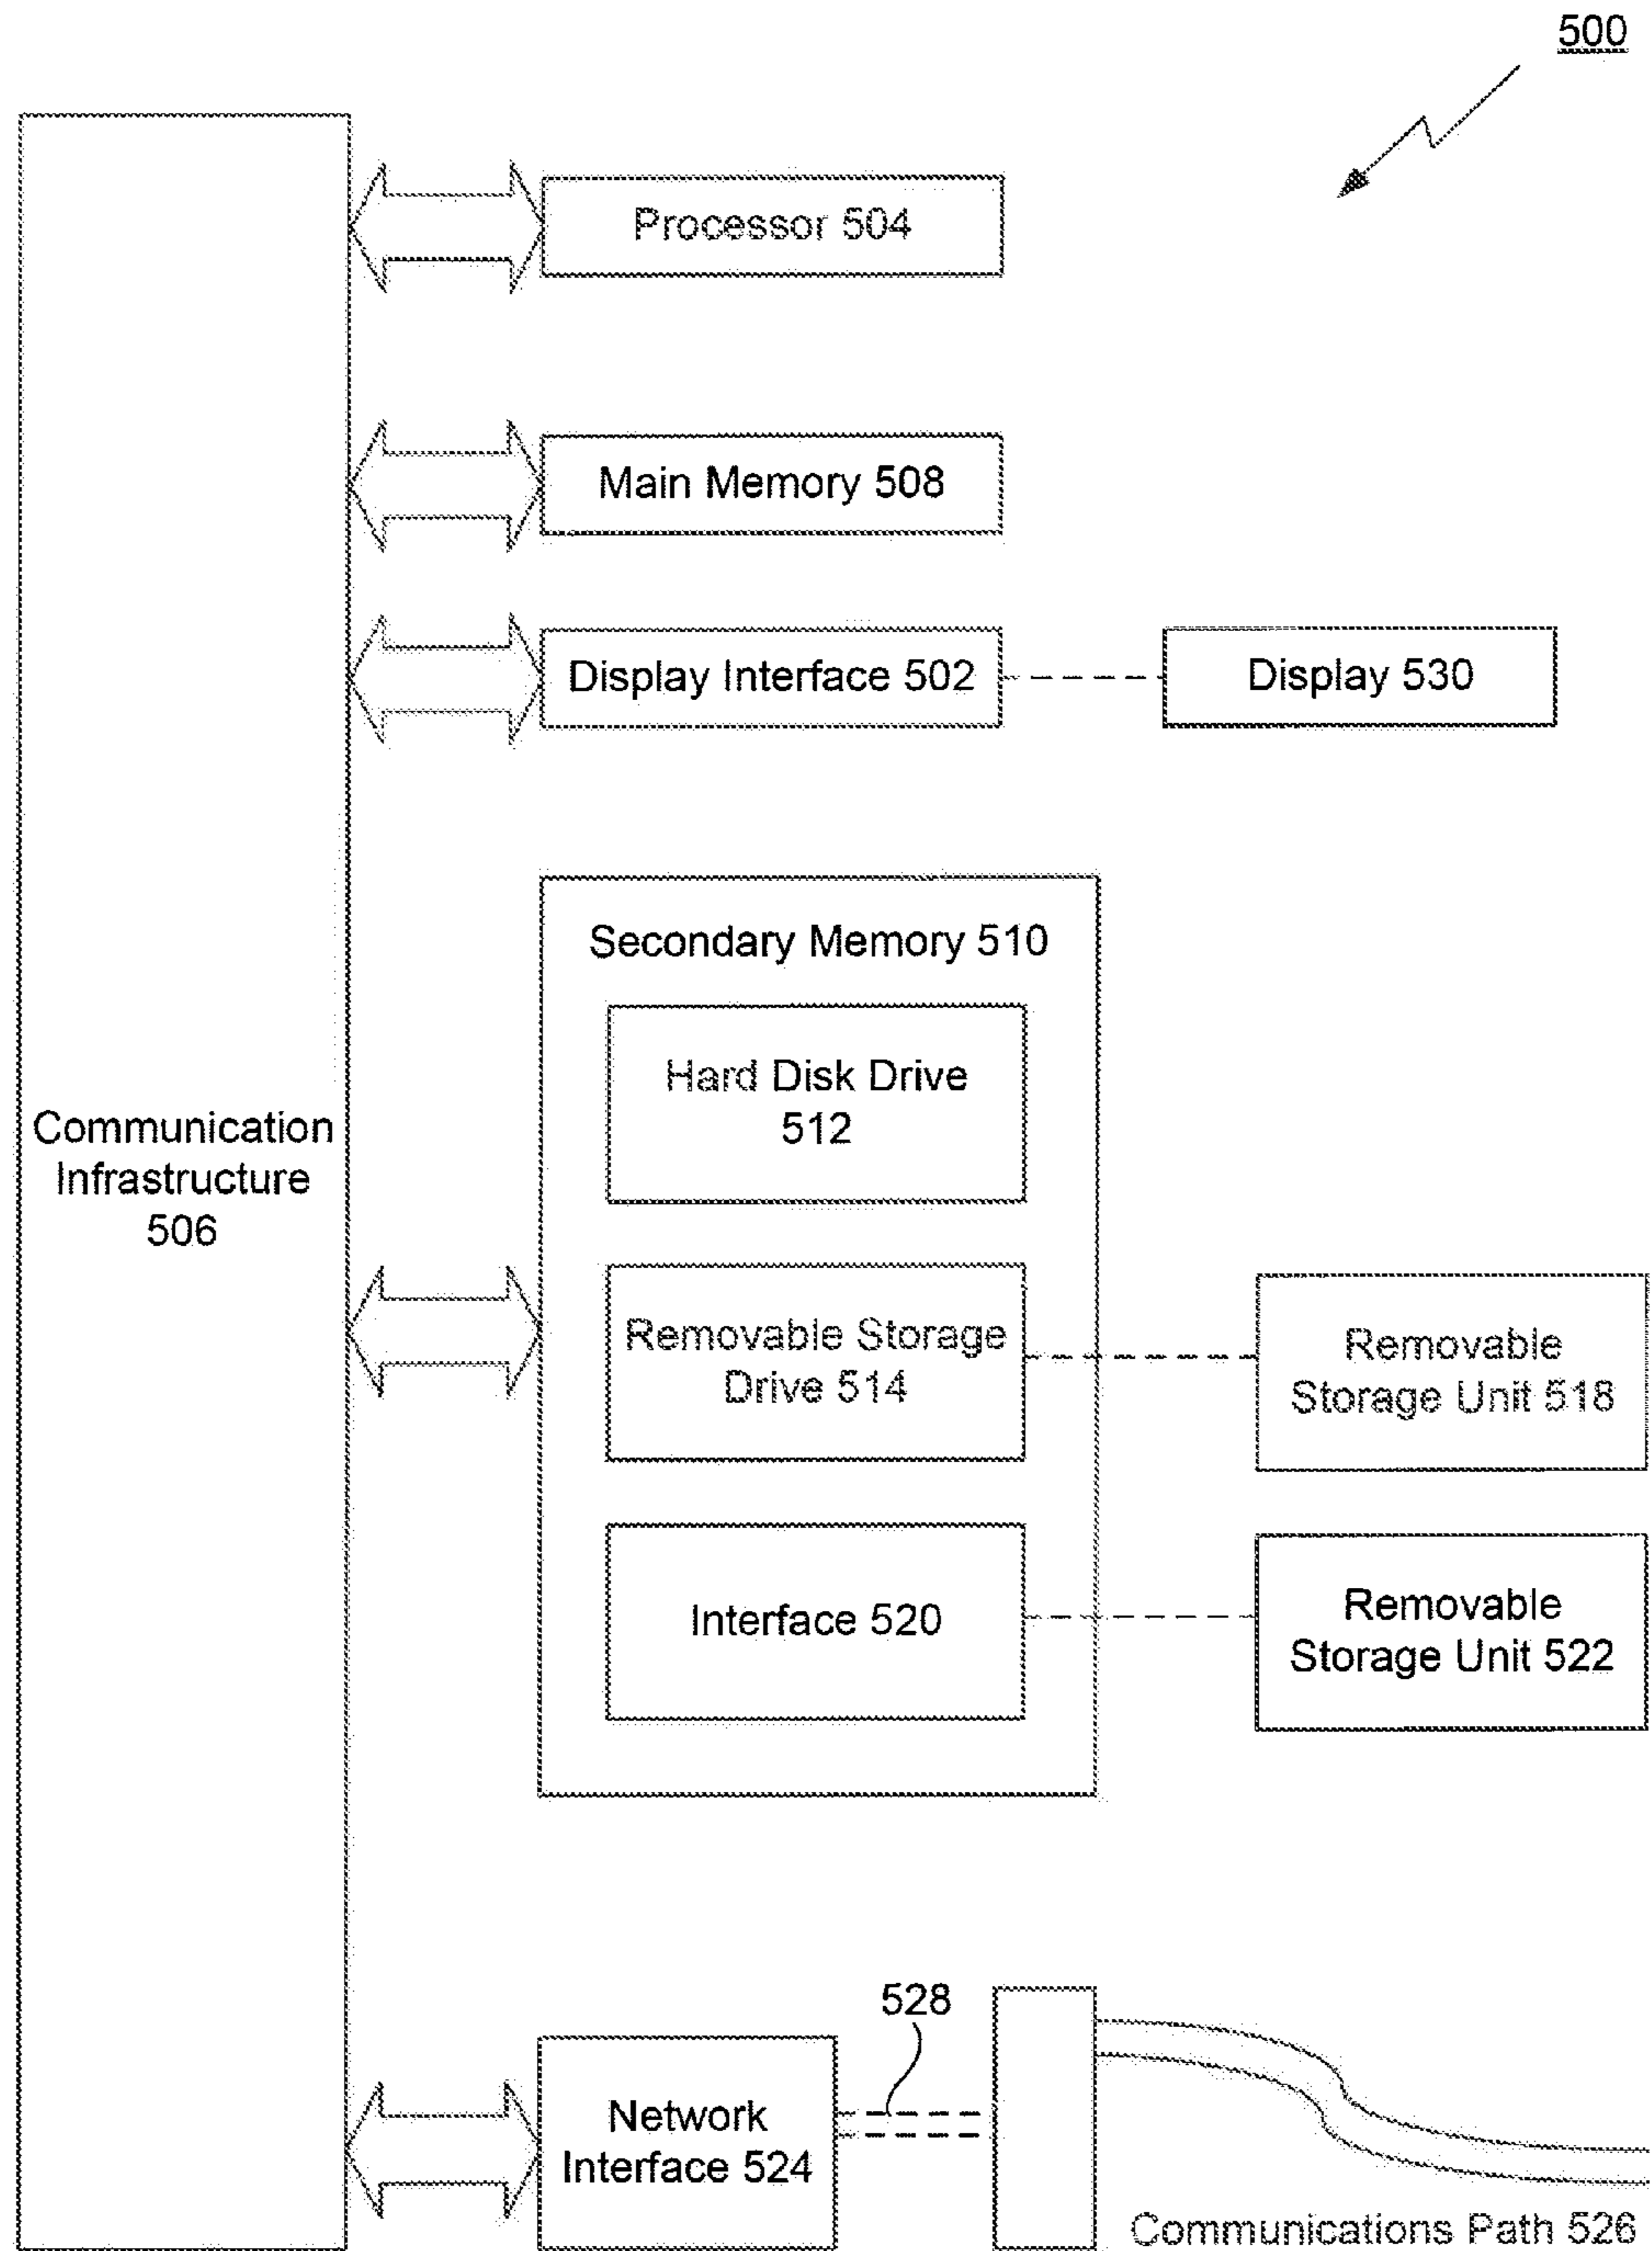 500
Processor 504
Main Memory 508
Display Interface 502
Display 530
Secondary Memory 510
Hard Disk Drive
512
Communication
Infrastructure
506
Removable Storage
Drive 514
Removable
Storage Unit 518
Interface 520
Removable
Storage Unit 522
528
Network
Interface 524
Communications Path 526